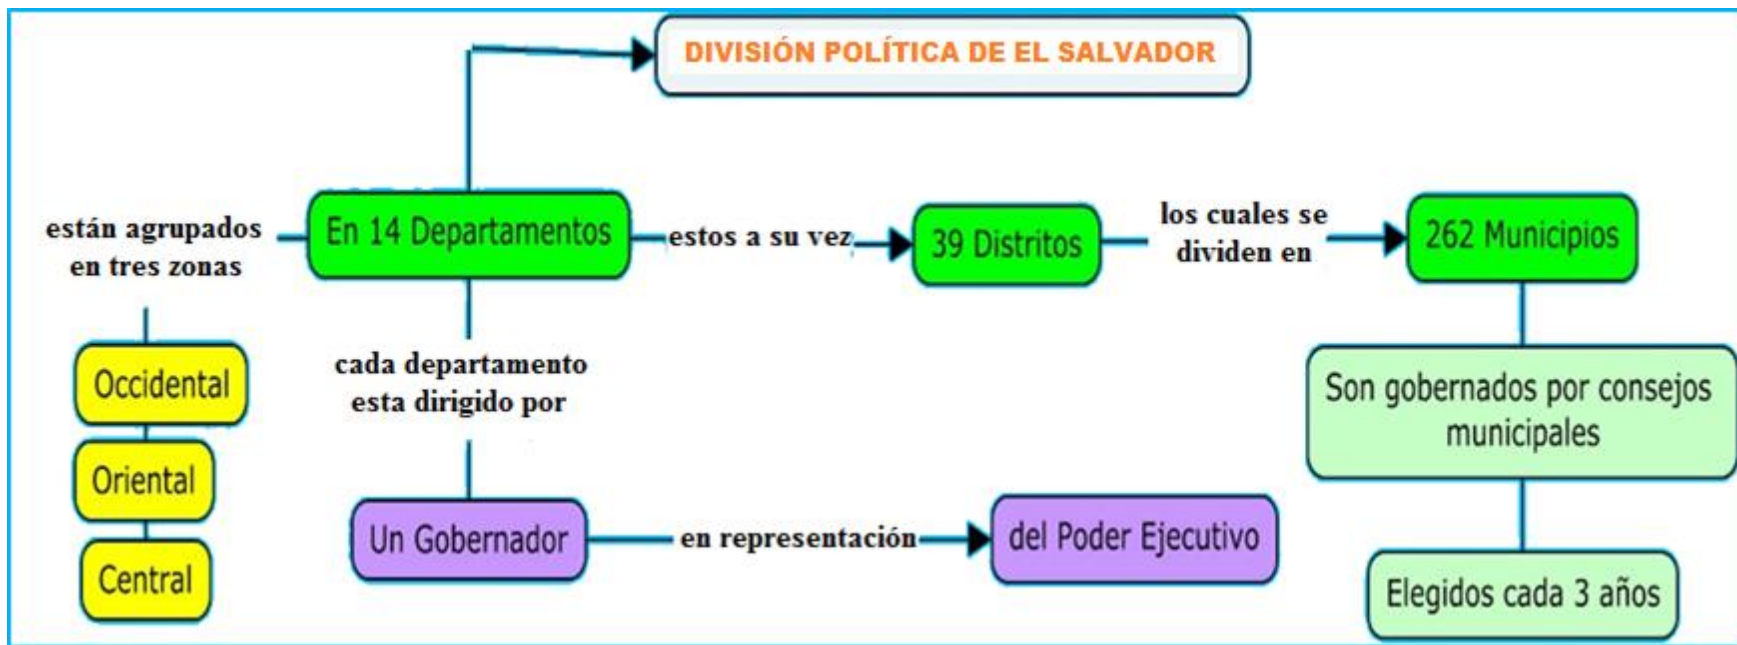 DIVISIÓN POLÍTICA DE EL SALVADOR
están agrupados
en tres zonas
En 14 Departamentos
estos a su vez
39 Distritos
los cuales se
dividen en
262 Municipios
Occidental
Oriental
Central
cada departamento
esta dirigido por
Un Gobernador
en representación
del Poder Ejecutivo
Son gobernados por consejos
municipales
Elegidos cada 3 años